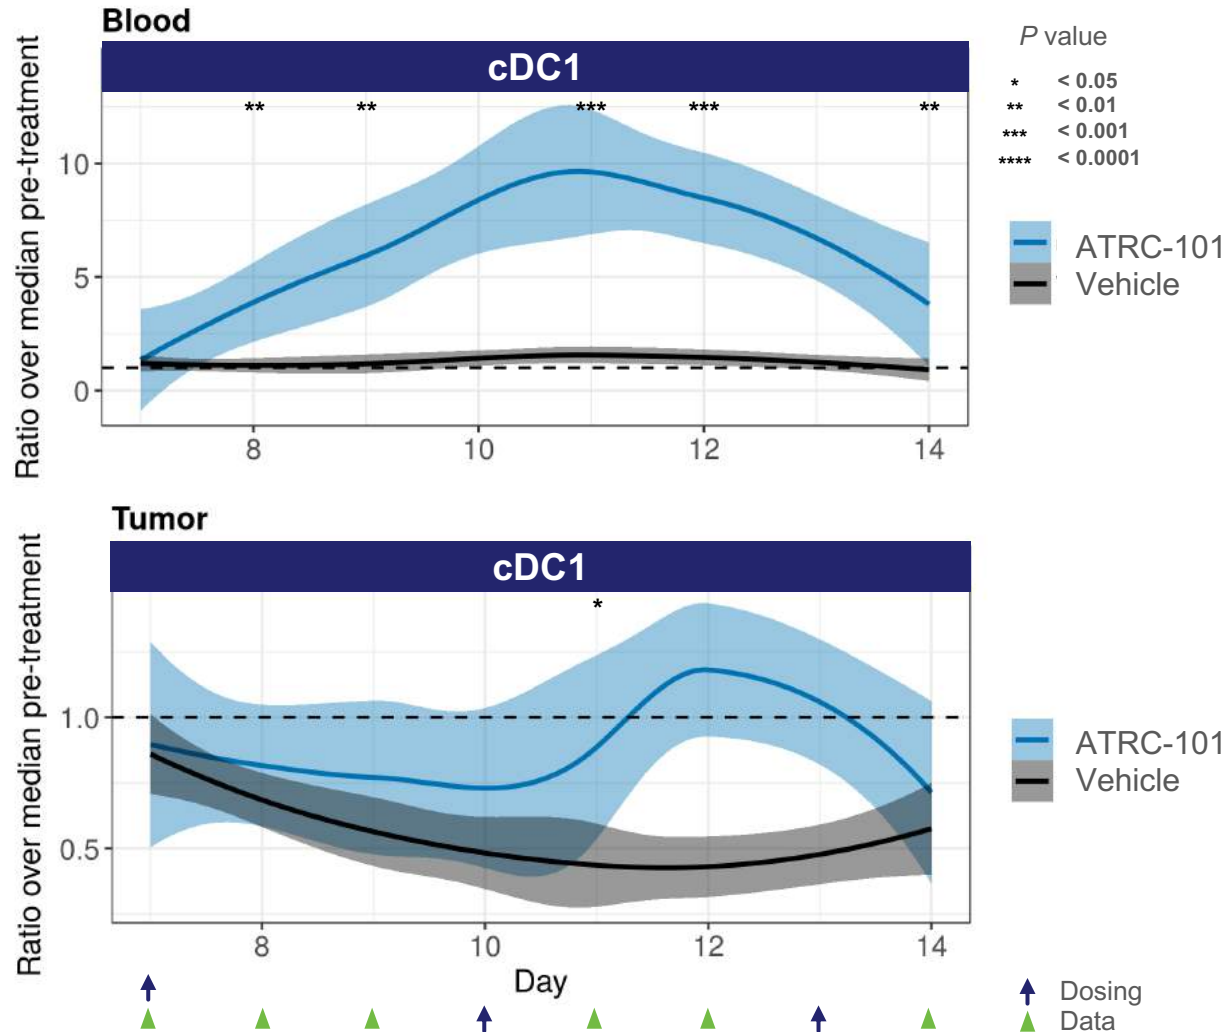 Blood
cDC1
** ** *** *** **
Ratio over median pre-treatment
10
5
0
8 10 12 14
P value
* < 0.05
** < 0.01
*** < 0.001
**** < 0.0001
ATRC-101
Vehicle
Tumor
cDC1
*
Ratio over median pre-treatment
1.0
0.5
8 10 12 14
Day
ATRC-101
Vehicle
Dosing
Data